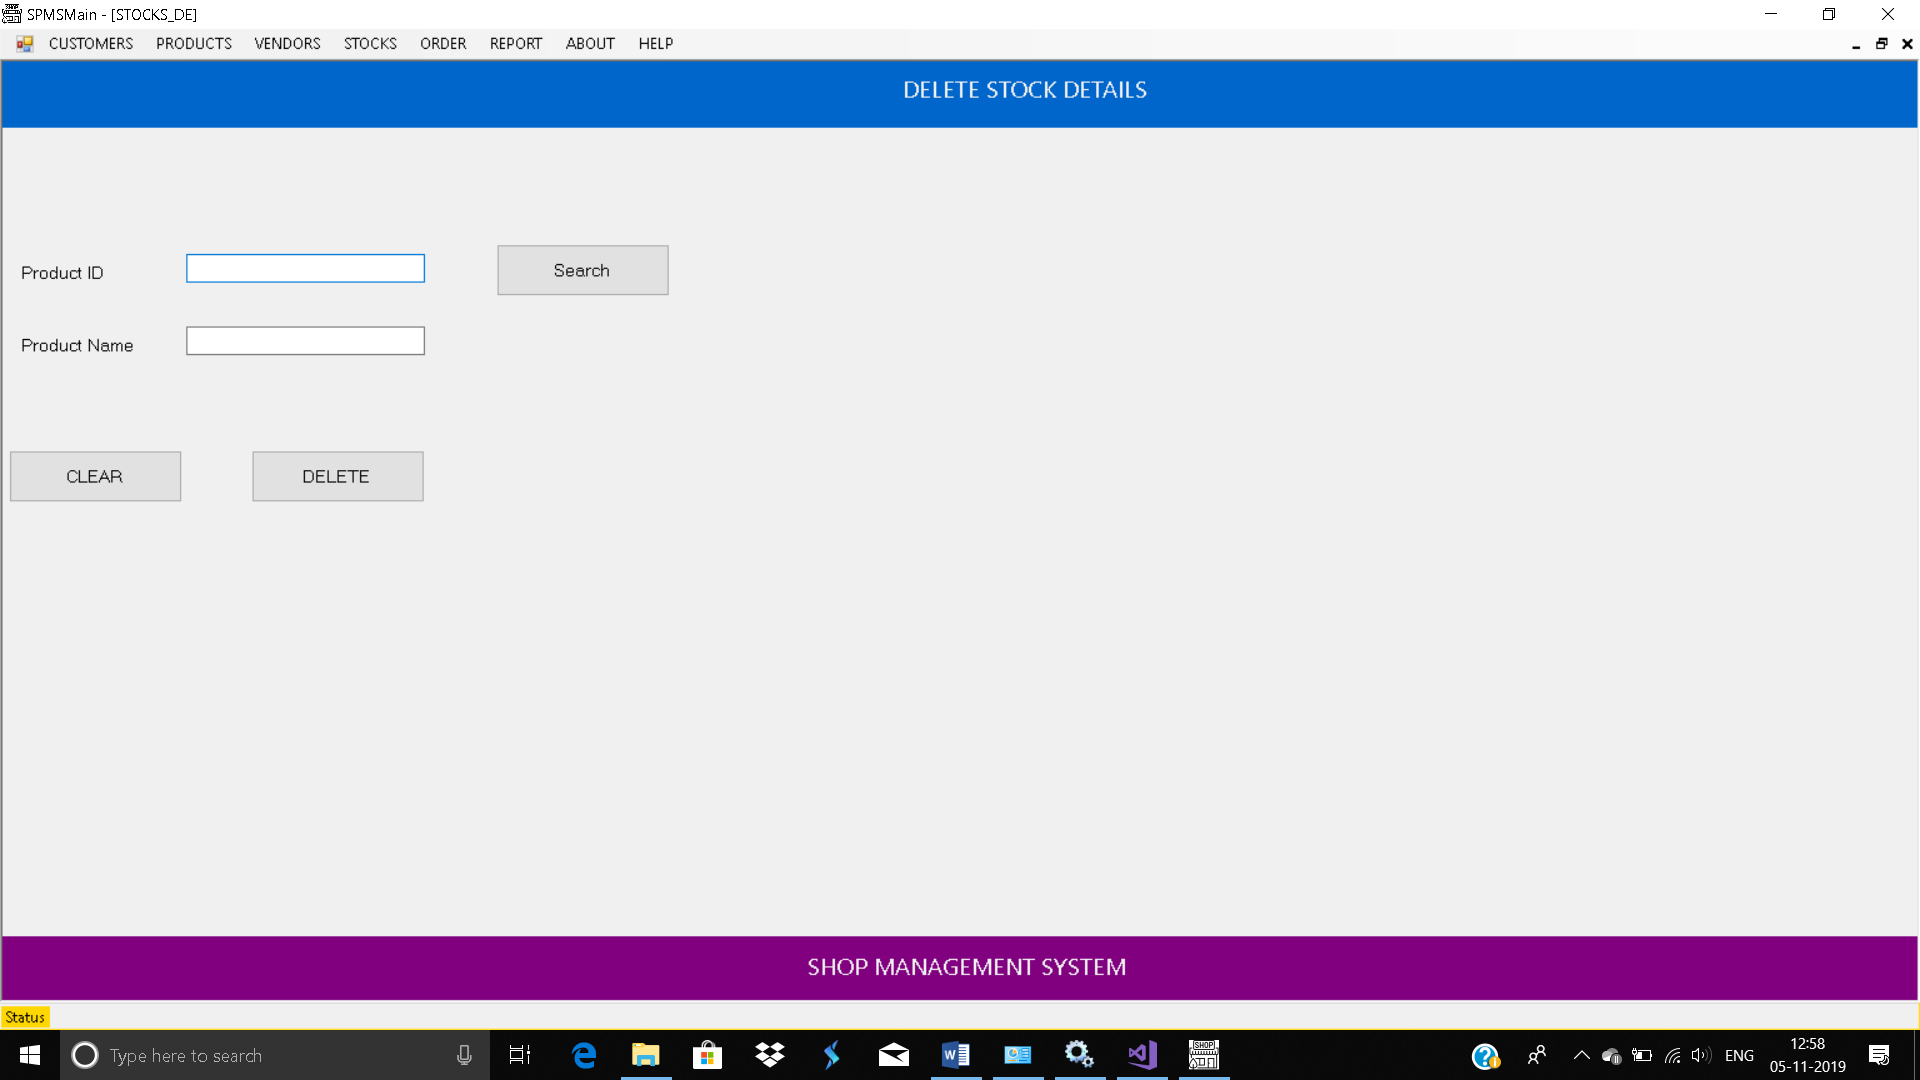 SPMSMain - [STOCKS_DE]
CUSTOMERS PRODUCTS VENDORS STOCKS ORDER REPORT ABOUT HELP
DELETE STOCK DETAILS
Product ID Search
Product Name
CLEAR DELETE
SHOP MANAGEMENT SYSTEM
Status
Type here to search ENG 12:58
05-11-2019